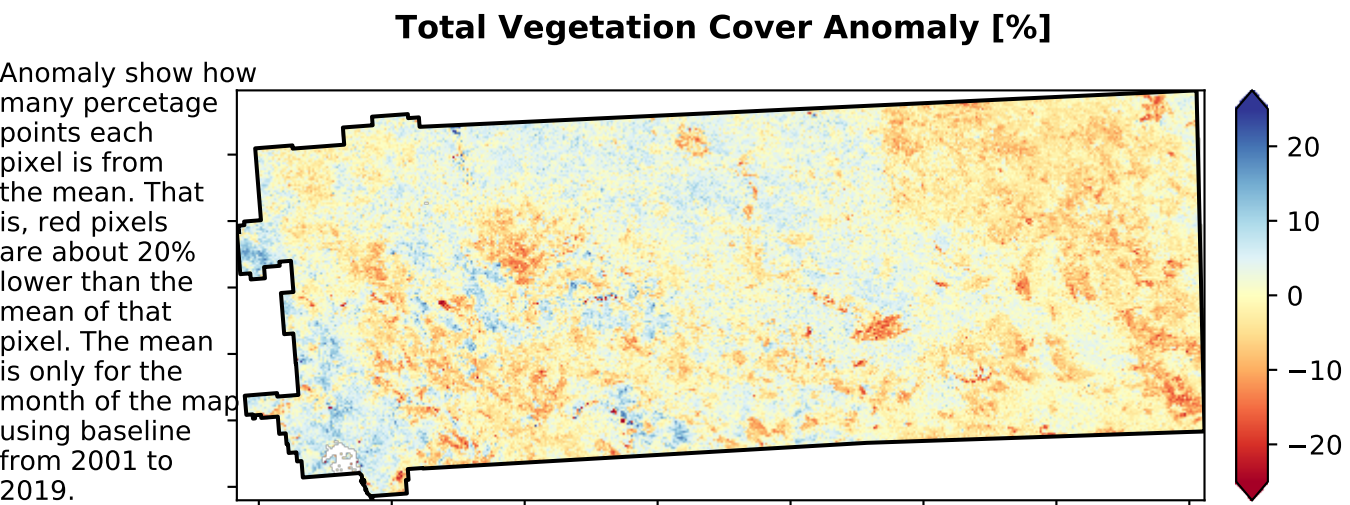 Total Vegetation Cover Anomaly [%]
Anomaly show how
many percetage
points each
pixel is from
the mean. That
is, red pixels
are about 20%
lower than the
mean of that
pixel. The mean
is only for the
month of the map
using baseline
from 2001 to
2019.
20
10
0
−10
−20